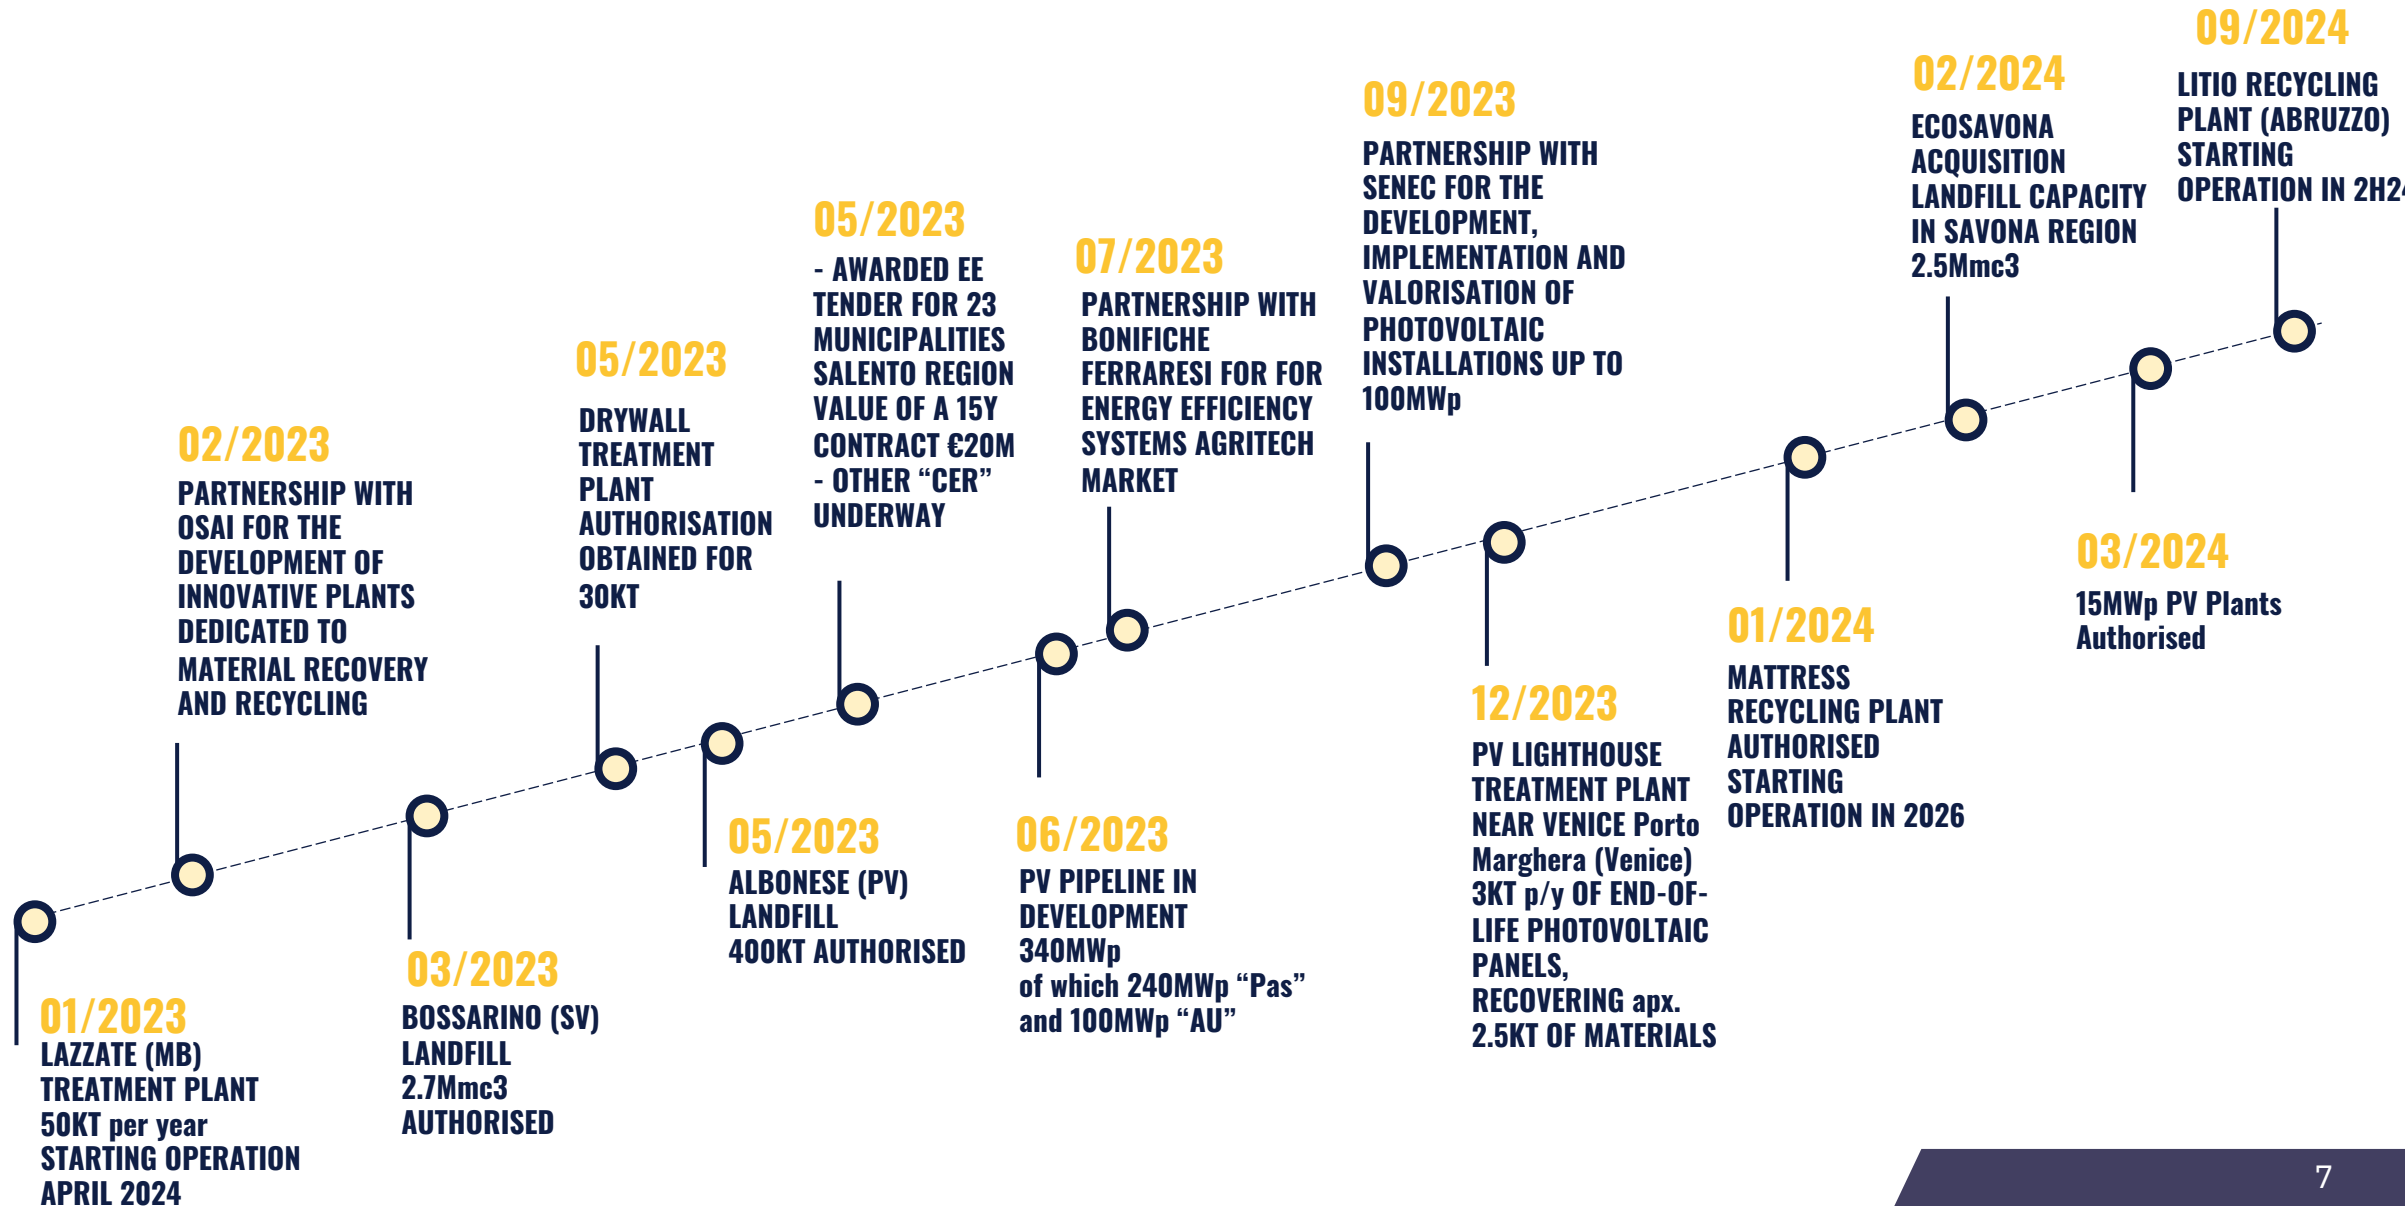 01/2023
LAZZATE (MB)
TREATMENT PLANT
50KT per year
STARTING OPERATION
APRIL 2024
02/2023
PARTNERSHIP WITH
OSAI FOR THE
DEVELOPMENT OF
INNOVATIVE PLANTS
DEDICATED TO
MATERIAL RECOVERY
AND RECYCLING
03/2023
BOSSARINO (SV)
LANDFILL
2.7Mmc3
AUTHORISED
05/2023
DRYWALL
TREATMENT
PLANT
AUTHORISATION
OBTAINED FOR
30KT
05/2023
ALBONESE (PV)
LANDFILL
400KT AUTHORISED
05/2023
- AWARDED EE
TENDER FOR 23
MUNICIPALITIES
SALENTO REGION
VALUE OF A 15Y
CONTRACT €20M
- OTHER “CER”
UNDERWAY
06/2023
PV PIPELINE IN
DEVELOPMENT
340MWp
of which 240MWp “Pas”
and 100MWp “AU”
07/2023
PARTNERSHIP WITH
BONIFICHE
FERRARESI FOR FOR
ENERGY EFFICIENCY
SYSTEMS AGRITECH
MARKET
09/2023
PARTNERSHIP WITH
SENEC FOR THE
DEVELOPMENT,
IMPLEMENTATION AND
VALORISATION OF
PHOTOVOLTAIC
INSTALLATIONS UP TO
100MWp
12/2023
PV LIGHTHOUSE
TREATMENT PLANT
NEAR VENICE Porto
Marghera (Venice)
3KT p/y OF END-OF-
LIFE PHOTOVOLTAIC
PANELS,
RECOVERING apx.
2.5KT OF MATERIALS
01/2024
MATTRESS
RECYCLING PLANT
AUTHORISED
STARTING
OPERATION IN 2026
02/2024
ECOSAVONA
ACQUISITION
LANDFILL CAPACITY
IN SAVONA REGION
2.5Mmc3
03/2024
15MWp PV Plants
Authorised
09/2024
LITIO RECYCLING
PLANT (ABRUZZO)
STARTING
OPERATION IN 2H24
7